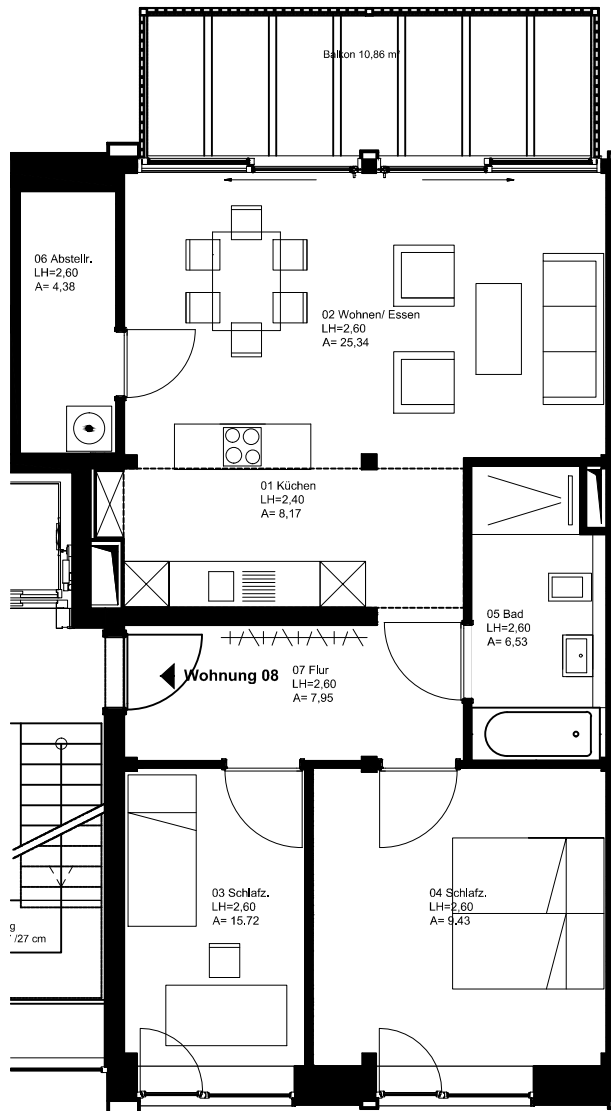 Balkon 10,86 m²
06 Abstellr.
LH=2,60
A= 4,38
02 Wohnen/ Essen
LH=2,60
A= 25,34
01 Küchen
LH=2,40
A= 8,17
05 Bad
LH=2,60
A= 6,53
Wohnung 08
07 Flur
LH=2,60
A= 7,95
03 Schlafz.
LH=2,60
A= 15.72
04 Schlafz.
LH=2,60
A= 9.43
g
/27 cm